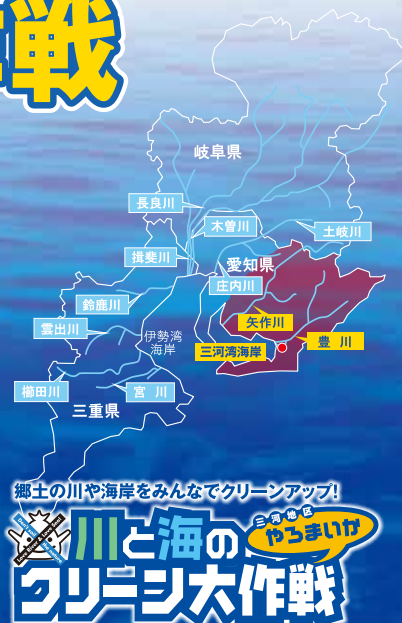 戦
岐阜県
長良川
木曽川
土岐川
揖斐川
愛知県
庄内川
鈴鹿川
矢作川
雲出川
伊勢湾
海岸
三河湾海岸
豊川
櫛田川
宮川
三重県
郷土の川や海岸をみんなでクリーンアップ!
三河地区
川と海の
やろまいか
クリーン大作戦